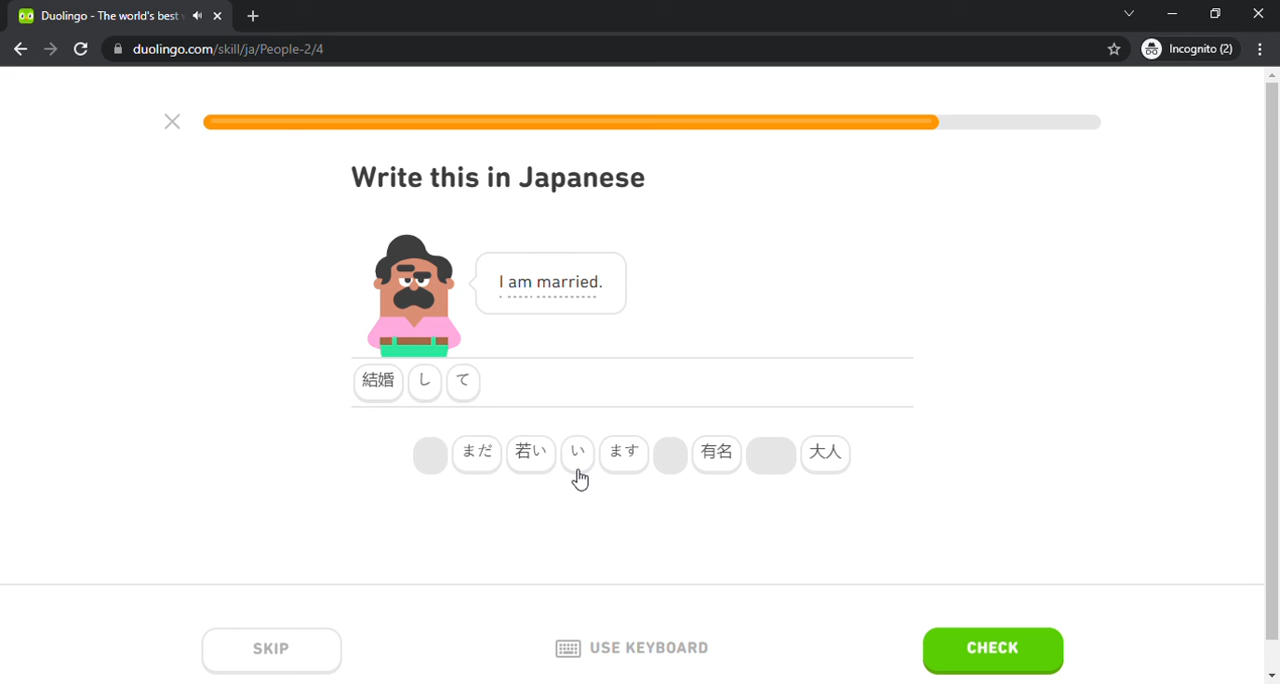 Duolingo - The world's best
duolingo.com/skill/ja/People-2/4
Incognito (2)
Write this in Japanese
I am married.
結婚 し て
まだ 若い い ます 有名 大人
SKIP
USE KEYBOARD
CHECK